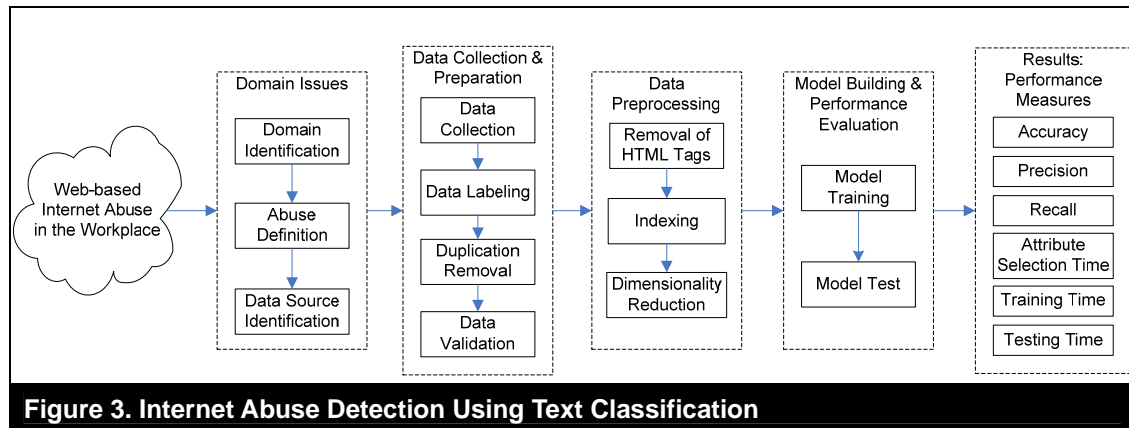 Web-based
Internet Abuse
in the Workplace
Domain Issues
Domain
Identification
Abuse
Definition
Data Source
Identification
Data Collection &
Preparation
Data
Collection
Data Labeling
Duplication
Removal
Data
Validation
Data
Preprocessing
Removal of
HTML Tags
Indexing
Dimensionality
Reduction
Model Building &
Performance
Evaluation
Model
Training
Model Test
Results:
Performance
Measures
Accuracy
Precision
Recall
Attribute
Selection Time
Training Time
Testing Time
Figure 3. Internet Abuse Detection Using Text Classification